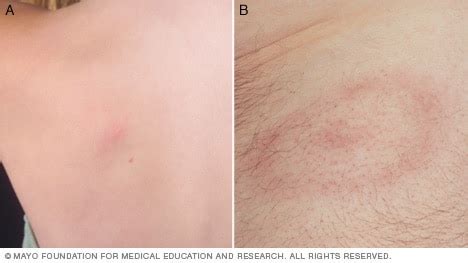 A
B
© MAYO FOUNDATION FOR MEDICAL EDUCATION AND RESEARCH. ALL RIGHTS RESERVED.